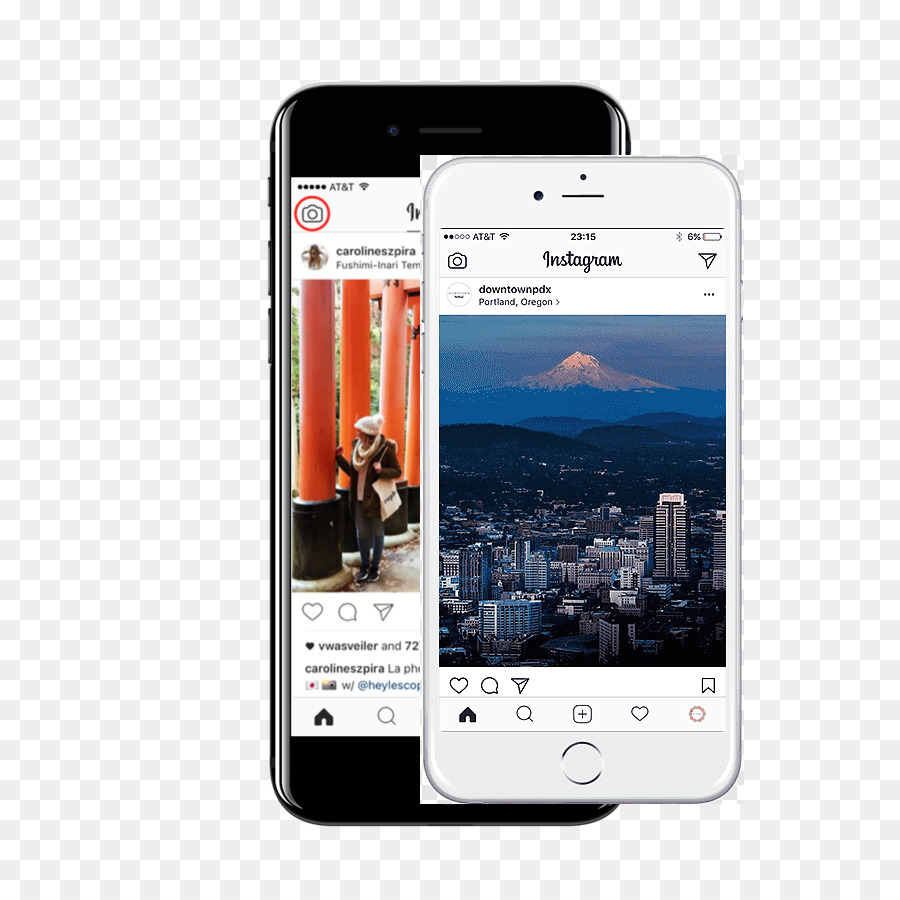 AT&T
carolineszpira
Fushimi-Inari Tem
vwasveiler and 72
carolineszpira La pho
w/ @heylescop
AT&T 23:15 6%
Instagram
downtownpdx
Portland, Oregon >